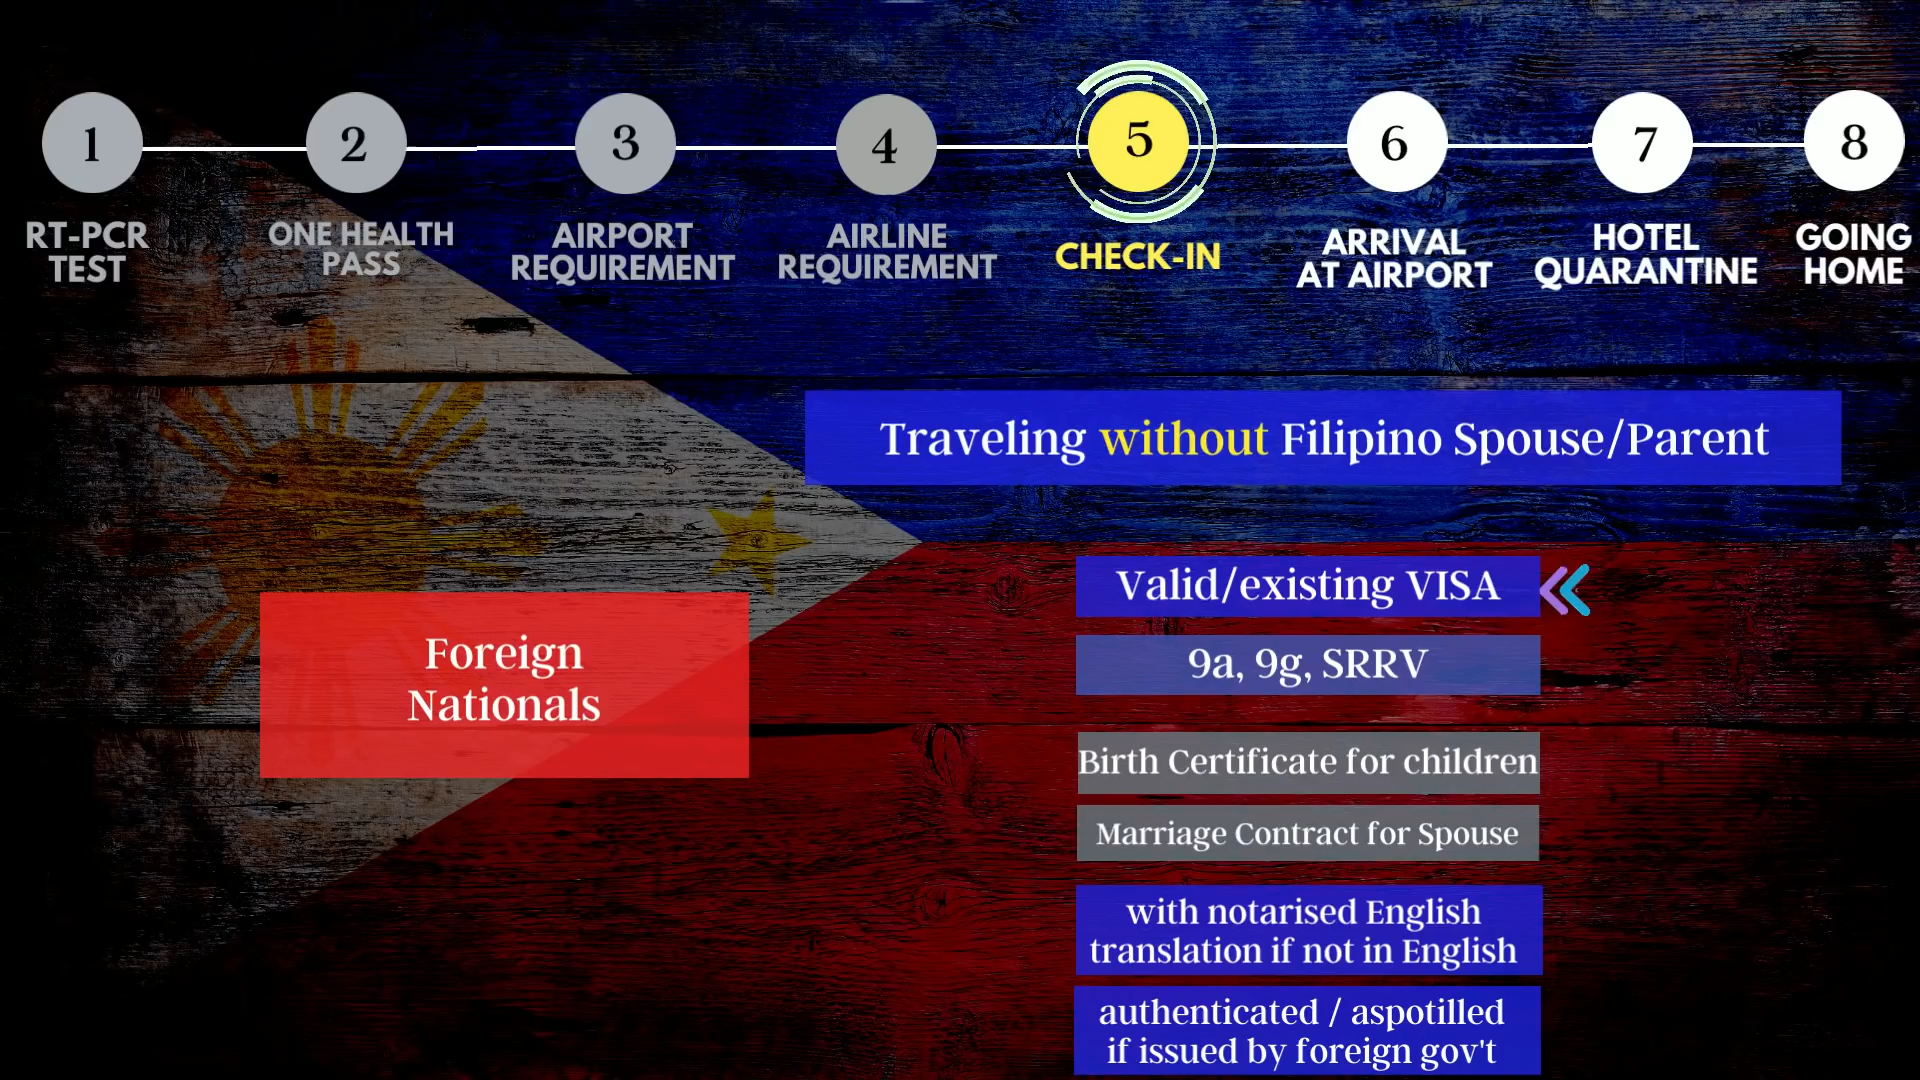 1
2
3
4
5
6
7
8
RT-PCR
TEST
ONE HEALTH
PASS
AIRPORT
REQUIREMENT
AIRLINE
REQUIREMENT
CHECK-IN
ARRIVAL
AT AIRPORT
HOTEL
QUARANTINE
GOING
HOME
Traveling without Filipino Spouse/Parent
Foreign
Nationals
Valid/existing VISA
9a, 9g, SRRV
Birth Certificate for children
Marriage Contract for Spouse
with notarised English
translation if not in English
authenticated / aspotilled
if issued by foreign gov't